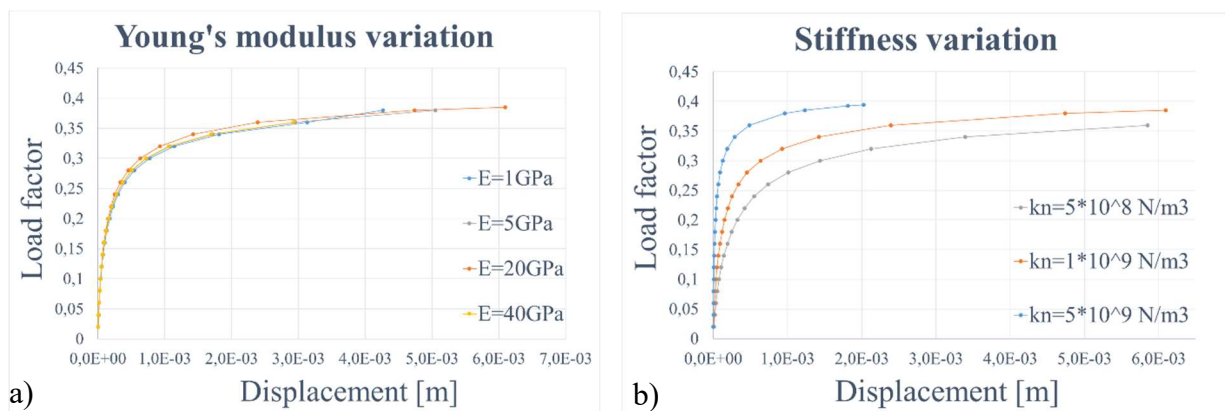 Young's modulus variation
0,45
0,4
0,35
0,3
0,25
0,2
0,15
0,1
0,05
0
Load factor
E=1GPa
E=5GPa
E=20GPa
E=40GPa
0,0E+00 1,0E-03 2,0E-03 3,0E-03 4,0E-03 5,0E-03 6,0E-03 7,0E-03
Displacement [m]
a)
Stiffness variation
0,45
0,4
0,35
0,3
0,25
0,2
0,15
0,1
0,05
0
Load factor
kn=5*10^8 N/m3
kn=1*10^9 N/m3
kn=5*10^9 N/m3
0,0E+00 1,0E-03 2,0E-03 3,0E-03 4,0E-03 5,0E-03 6,0E-03
Displacement [m]
b)